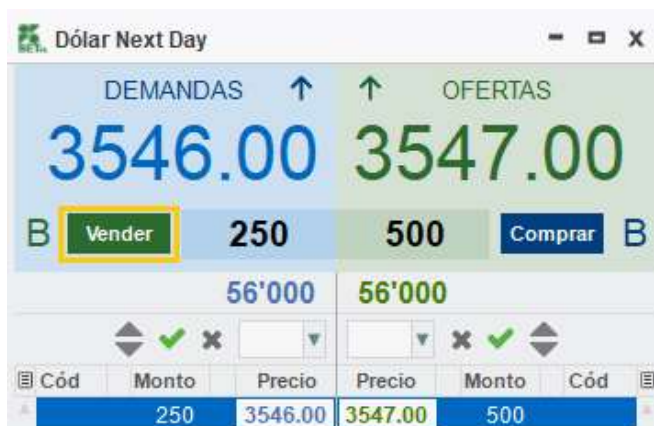 Dólar Next Day
DEMANDAS OFERTAS
3546.00 3547.00
B Vender 250 500 Comprar B
56'000 56'000
Cód Monto Precio Precio Monto Cód
250 3546.00 3547.00 500